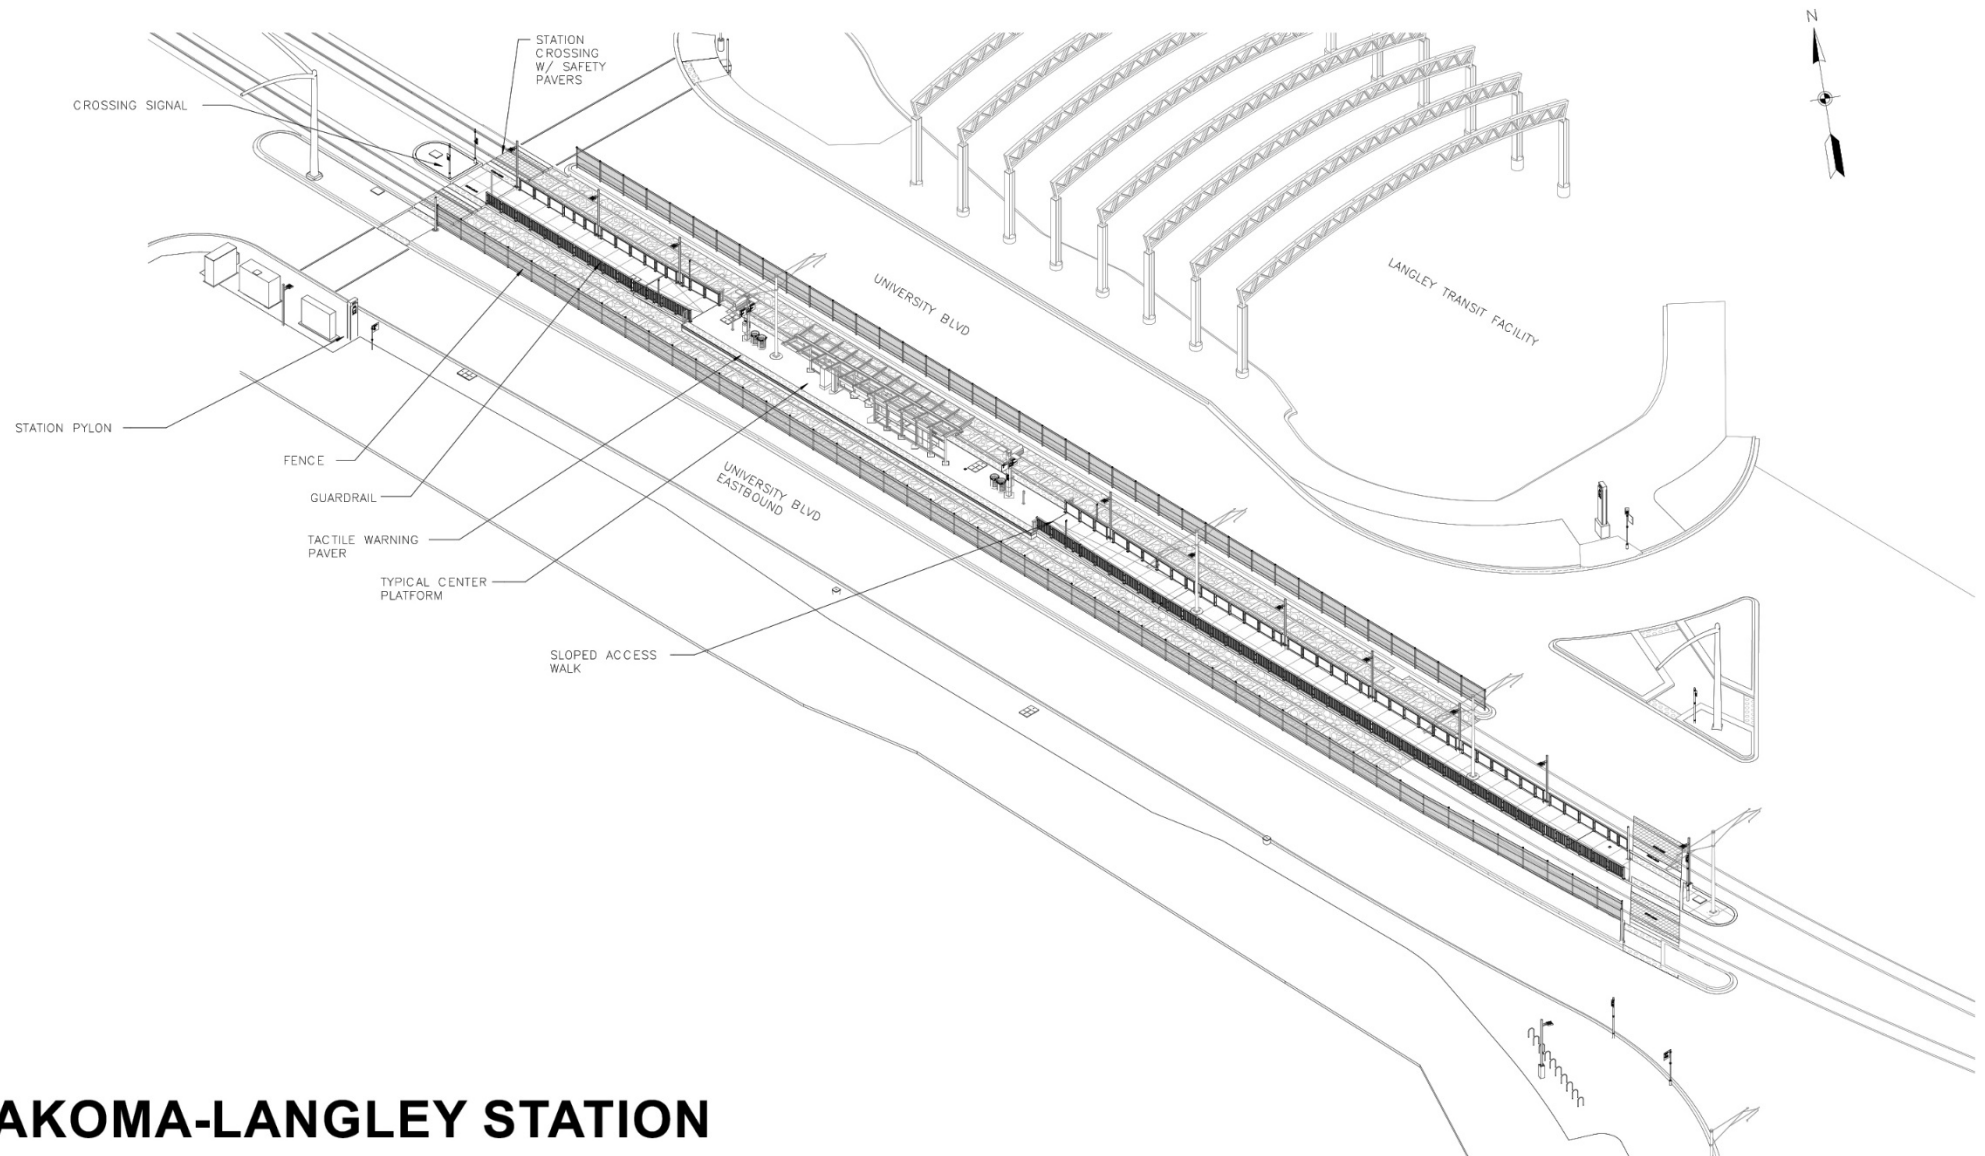 N
STATION
CROSSING
W/ SAFETY
PAVERS
CROSSING SIGNAL
UNIVERSITY BLVD
LANGLEY TRANSIT FACILITY
STATION PYLON
FENCE
GUARDRAIL
UNIVERSITY BLVD
EASTBOUND
TACTILE WARNING
PAVER
TYPICAL CENTER
PLATFORM
SLOPED ACCESS
WALK
AKOMA-LANGLEY STATION